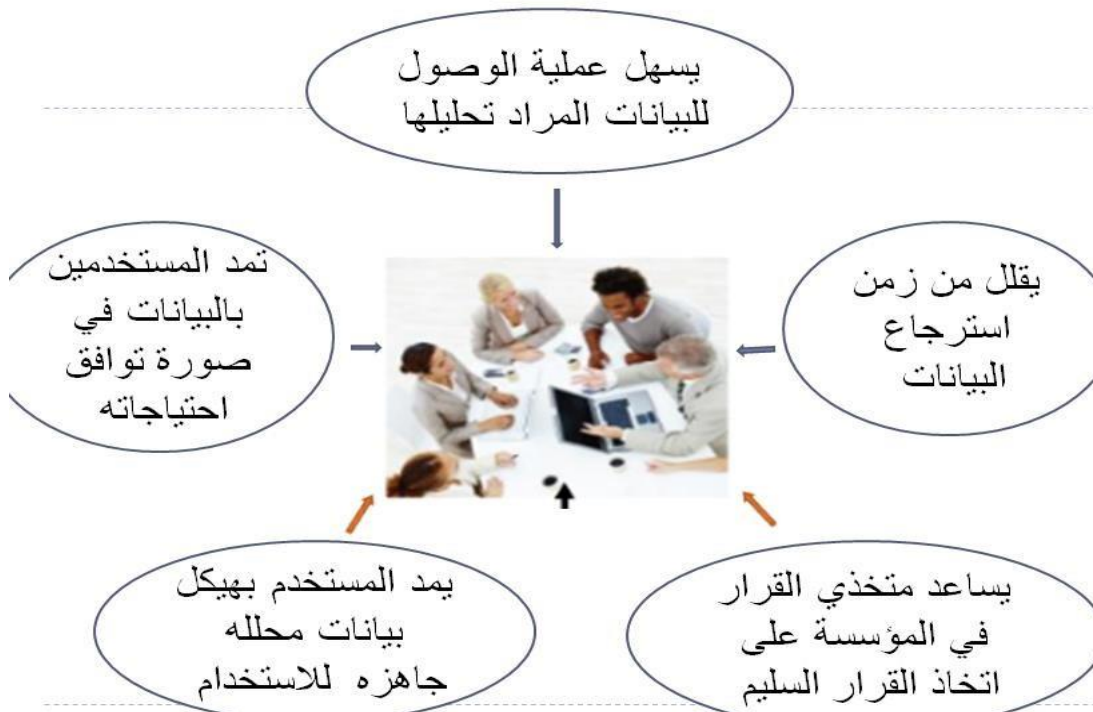 يسهل عملية الوصول
للبيانات المراد تحليلها
يقلل من زمن
استرجاع
البيانات
تمد المستخدمين
بالبيانات في
صورة توافق
احتياجاته
يساعد متخذي القرار
في المؤسسة على
اتخاذ القرار السليم
يمد المستخدم بهيكل
بيانات محلله
جاهزه للاستخدام